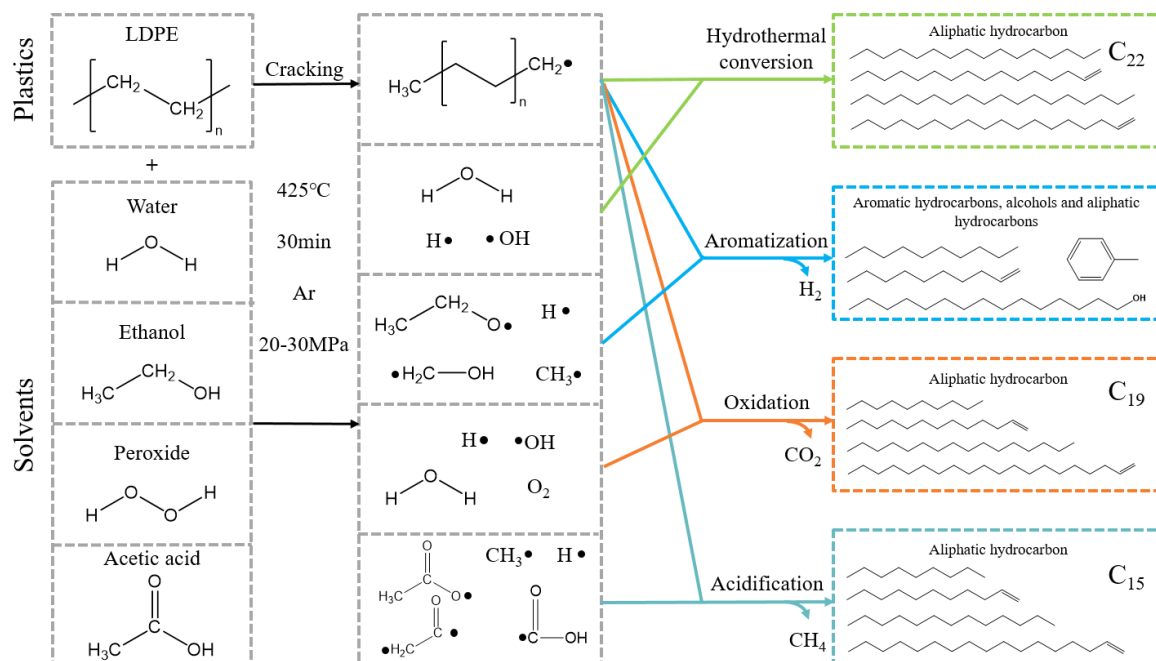 Plastics
Solvents
LDPE
CH₂
CH₂
n
+
Water
O
H H
Ethanol
CH₂
H₃C OH
Peroxide
O H
H O
Acetic acid
O
H₃C OH
Cracking
425℃
30min
Ar
20-30MPa
CH₂•
H₃C
n
O
H H
H• •OH
CH₂
H₃C O• H•
•H₂C—OH CH₃•
H• •OH
O
H H
O₂
O CH₃• H•
H₃C O•
O O
•H₂C •
•C—OH
Hydrothermal
conversion
Aromatization
H₂
Oxidation
CO₂
Acidification
CH₄
Aliphatic hydrocarbon
C₂₂
Aromatic hydrocarbons, alcohols and aliphatic
hydrocarbons
OH
Aliphatic hydrocarbon
C₁₉
Aliphatic hydrocarbon
C₁₅